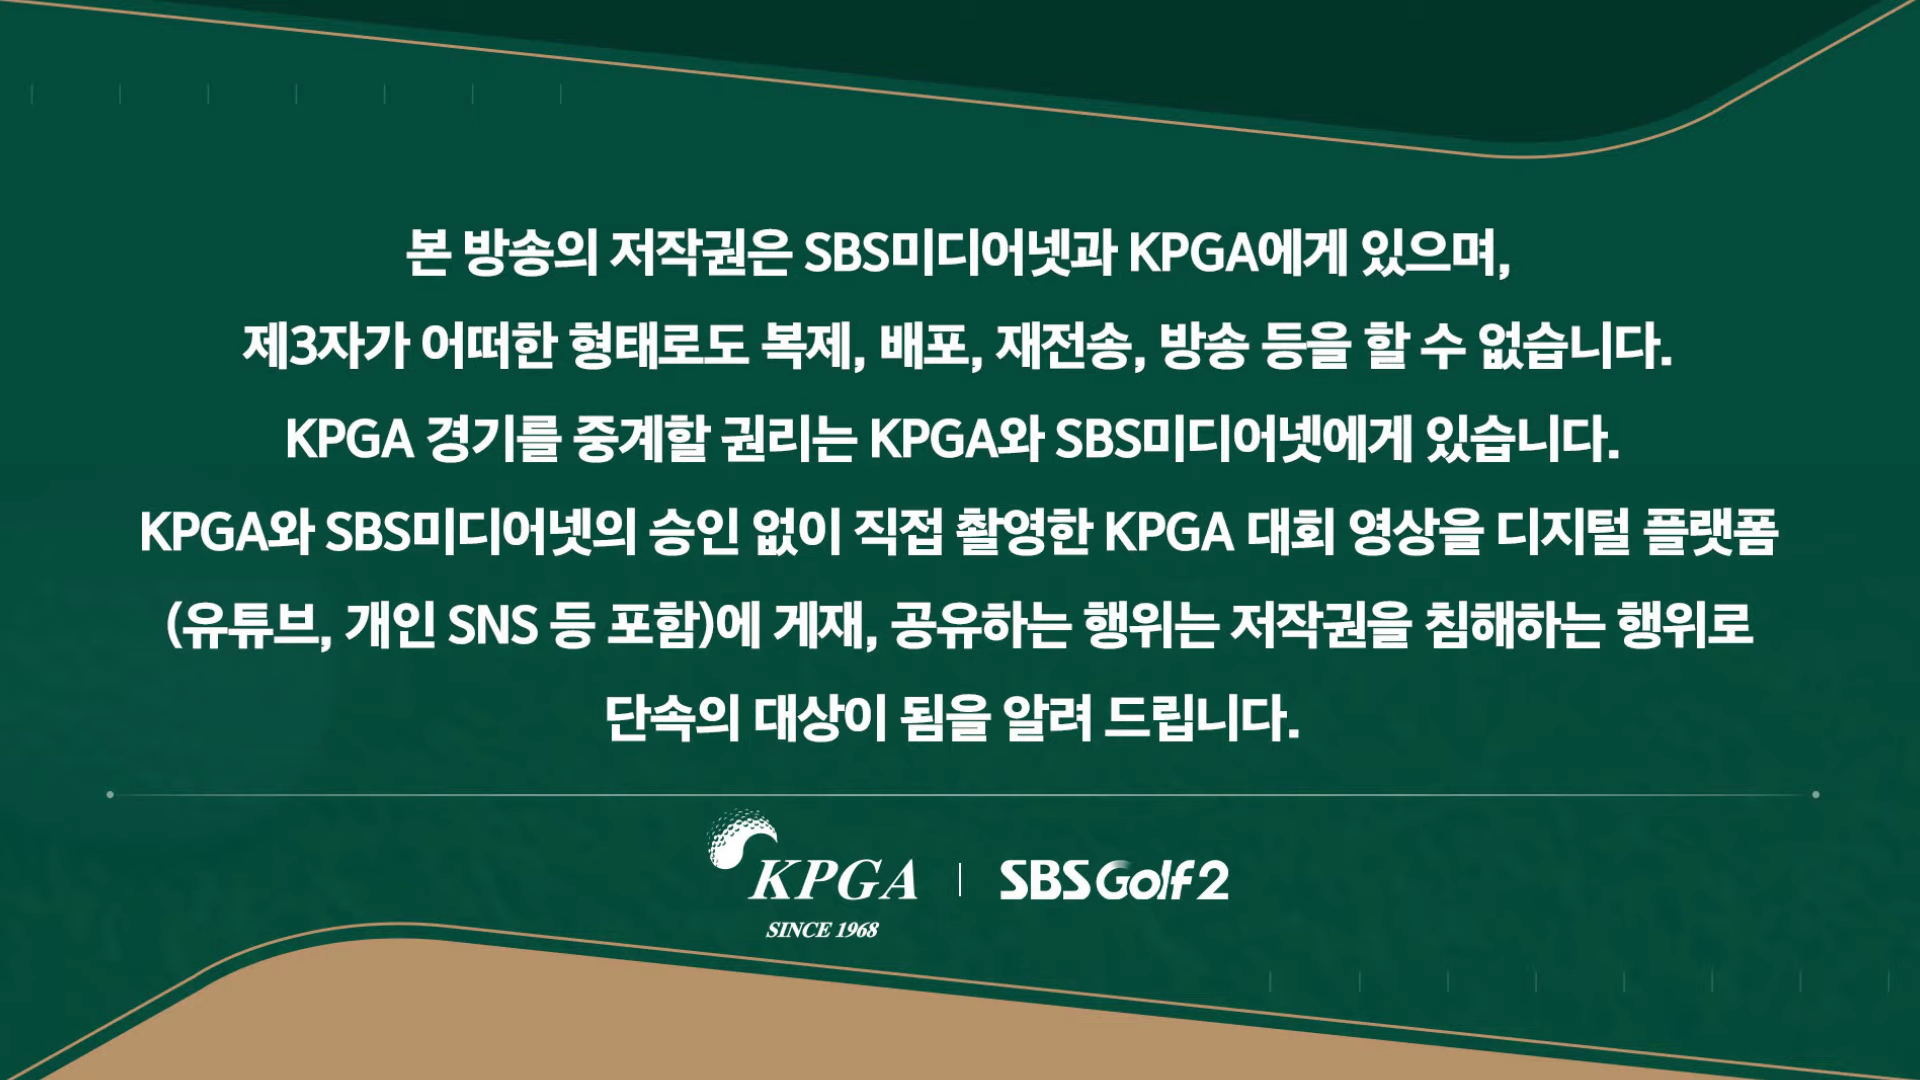 본 방송의 저작권은 SBS미디어넷과 KPGA에게 있으며,
제3자가 어떠한 형태로도 복제, 배포, 재전송, 방송 등을 할 수 없습니다.
KPGA 경기를 중계할 권리는 KPGA와 SBS미디어넷에게 있습니다.
KPGA와 SBS미디어넷의 승인 없이 직접 촬영한 KPGA 대회 영상을 디지털 플랫폼
(유튜브, 개인 SNS 등 포함)에 게재, 공유하는 행위는 저작권을 침해하는 행위로
단속의 대상이 됨을 알려 드립니다.
KPGA | SBS Golf2
SINCE 1968